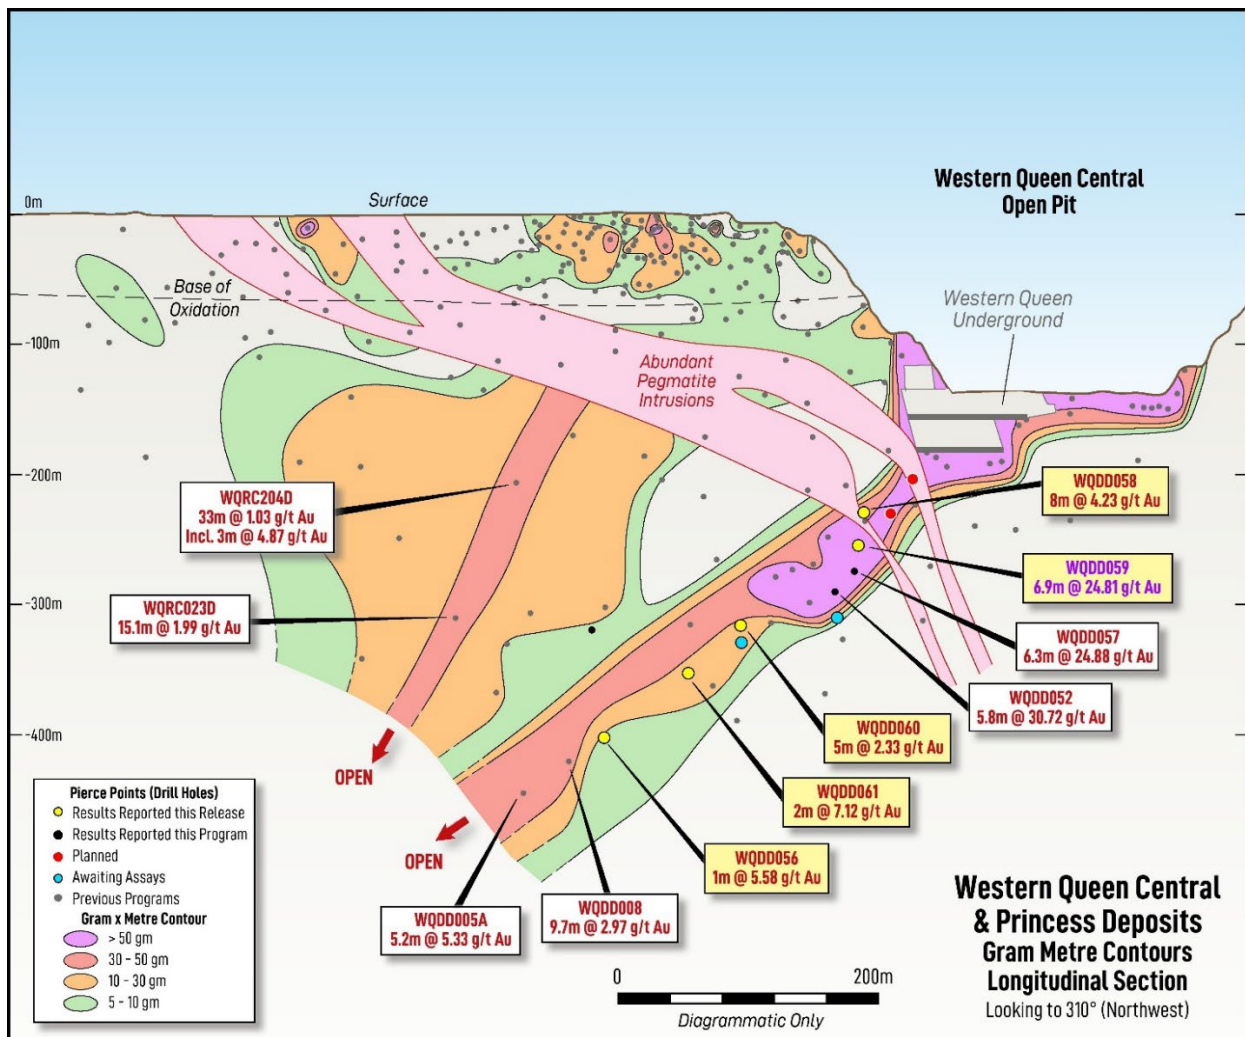 Western Queen Central
Open Pit
0m
Surface
Base of
Oxidation
Western Queen
Underground
-100m
Abundant
Pegmatite
Intrusions
-200m
WQRC204D
33m @ 1.03 g/t Au
Incl. 3m @ 4.87 g/t Au
WQDD058
8m @ 4.23 g/t Au
WQDD059
6.9m @ 24.81 g/t Au
-300m
WQRC023D
15.1m @ 1.99 g/t Au
WQDD057
6.3m @ 24.88 g/t Au
WQDD052
5.8m @ 30.72 g/t Au
-400m
WQDD060
5m @ 2.33 g/t Au
OPEN
WQDD061
2m @ 7.12 g/t Au
OPEN
WQDD056
1m @ 5.58 g/t Au
WQDD005A
5.2m @ 5.33 g/t Au
WQDD008
9.7m @ 2.97 g/t Au
Pierce Points (Drill Holes)
Results Reported this Release
Results Reported this Program
Planned
Awaiting Assays
Previous Programs
Gram x Metre Contour
> 50 gm
30 - 50 gm
10 - 30 gm
5 - 10 gm
0 200m
Diagrammatic Only
Western Queen Central
& Princess Deposits
Gram Metre Contours
Longitudinal Section
Looking to 310° (Northwest)